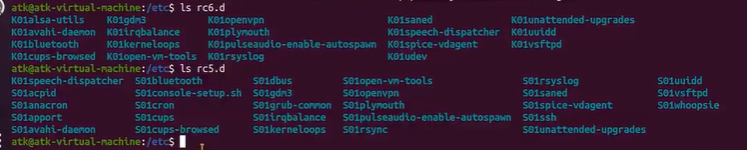 atk@atk-virtual-machine:/etc$ ls rc6.d
K01alsa-utils K01gdm3 K01openvpn K01saned K01unattended-upgrades
K01avahi-daemon K01irqbalance K01plymouth K01speech-dispatcher K01uuidd
K01bluetooth K01kerneloops K01pulseaudio-enable-autospawn K01spice-vdagent K01vsftpd
K01cups-browsed K01open-vm-tools K01rsyslog K01udev
atk@atk-virtual-machine:/etc$ ls rc5.d
K01speech-dispatcher S01bluetooth S01dbus S01open-vm-tools S01rsyslog S01uuidd
S01acpid S01console-setup.sh S01gdm3 S01openvpn S01saned S01vsftpd
S01anacron S01cron S01grub-common S01plymouth S01spice-vdagent S01whoopsie
S01apport S01cups S01irqbalance S01pulseaudio-enable-autospawn S01ssh
S01avahi-daemon S01cups-browsed S01kerneloops S01rsync S01unattended-upgrades
atk@atk-virtual-machine:/etc$